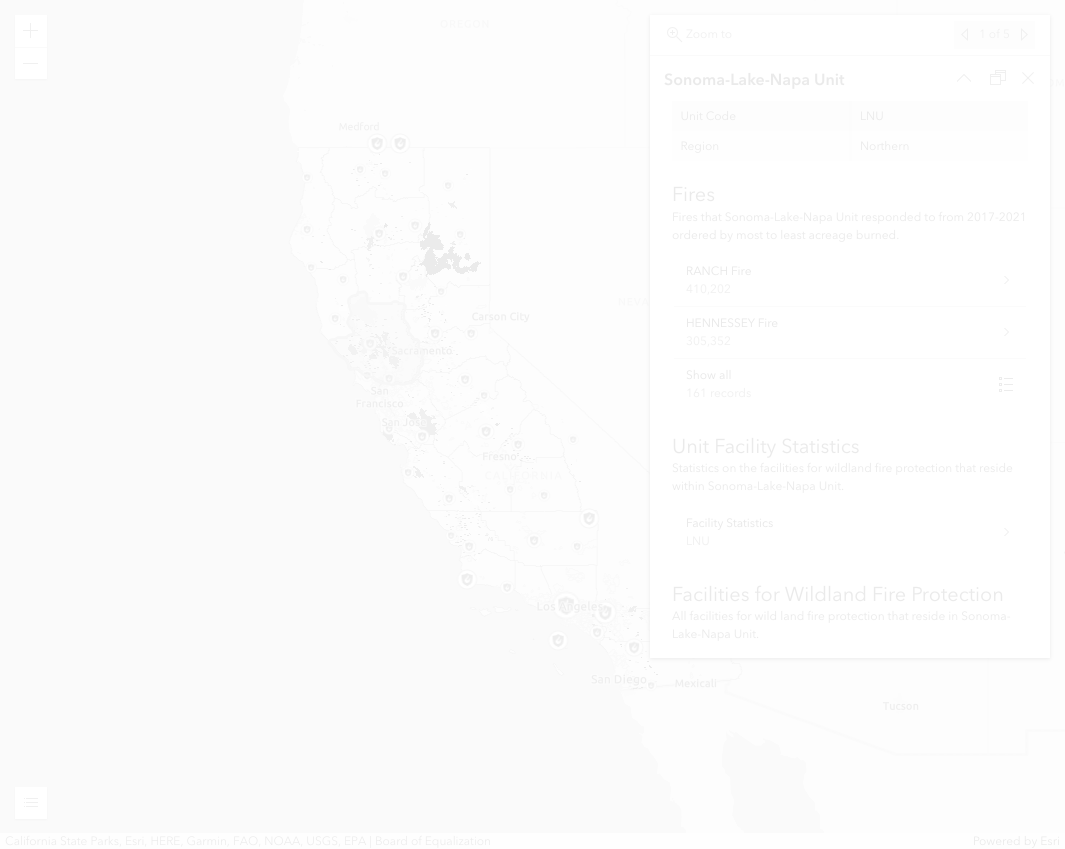 OREGON
Zoom to
1 of 5
Sonoma-Lake-Napa Unit
Unit Code LNU
Region Northern
Medford
Fires
Fires that Sonoma-Lake-Napa Unit responded to from 2017-2021
ordered by most to least acreage burned.
RANCH Fire
410,202
HENNESSEY Fire
305,352
Carson City
Sacramento
Show all
161 records
San
Francisco
San Jose
Unit Facility Statistics
Fresno
Statistics on the facilities for wildland fire protection that reside
CALIFORNIA
within Sonoma-Lake-Napa Unit.
Facility Statistics
LNU
Facilities for Wildland Fire Protection
Los Angeles
All facilities for wild land fire protection that reside in Sonoma-
Lake-Napa Unit.
San Diego
Mexicali
Tucson
California State Parks, Esri, HERE, Garmin, FAO, NOAA, USGS, EPA | Board of Equalization
Powered by Esri